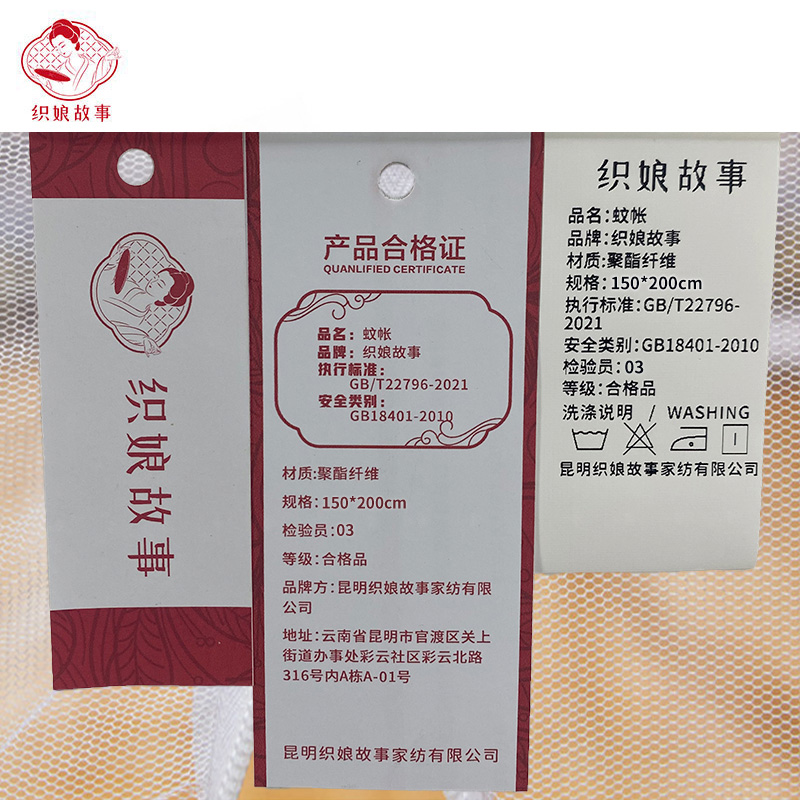 织娘故事
织娘故事
产品合格证
QUANLIFIED CERTIFICATE
品名：蚊帐
品牌：织娘故事
执行标准：
GB/T22796-2021
安全类别：
GB18401-2010
材质:聚酯纤维
规格：150*200cm
检验员：03
等级：合格品
品牌方：昆明织娘故事家纺有限
公司
地址：云南省昆明市官渡区关上
街道办事处彩云社区彩云北路
316号内A栋A-01号
昆明织娘故事家纺有限公司
织娘故事
品名:蚊帐
品牌:织娘故事
材质:聚酯纤维
规格:150*200cm
执行标准:GB/T22796-
2021
安全类别:GB18401-2010
检验员:03
等级:合格品
洗涤说明 / WASHING
昆明织娘故事家纺有限公司